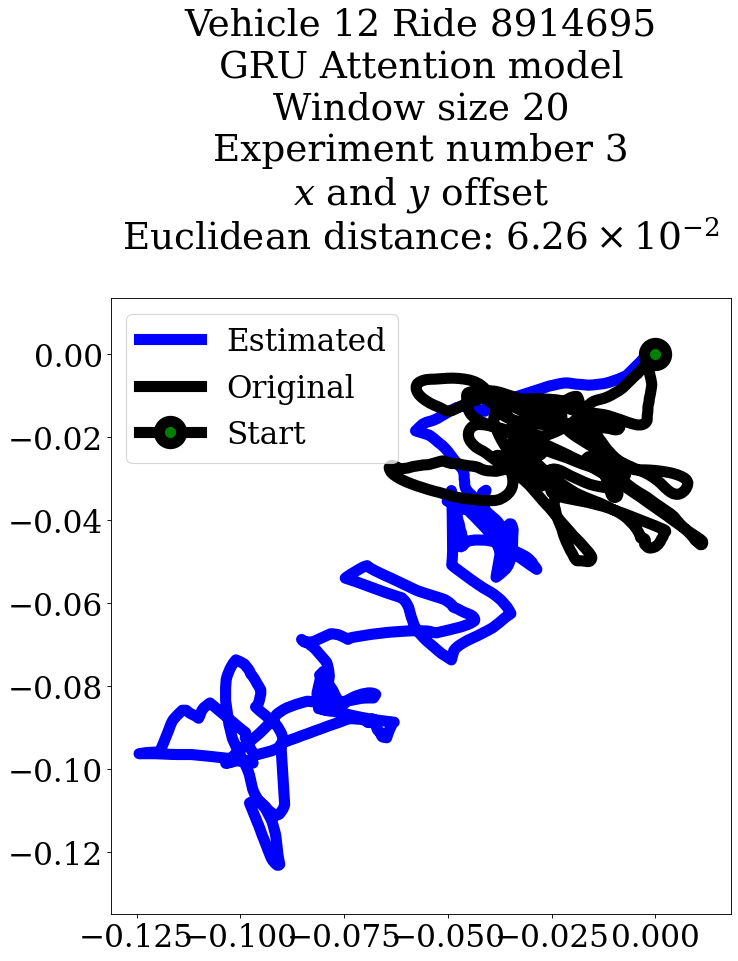 Vehicle 12 Ride 8914695
GRU Attention model
Window size 20
Experiment number 3
x and y offset
Euclidean distance: 6.26 × 10⁻²
Estimated
Original
Start
0.00
−0.02
−0.04
−0.06
−0.08
−0.10
−0.12
−0.125 −0.100 −0.075 −0.050 −0.025 0.000